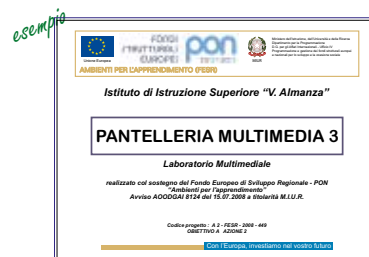 esempio
Unione Europea
FONDI
STRUTTURALI
EUROPEI
pon
MIUR
AMBIENTI PER L'APPRENDIMENTO (FESR)
Istituto di Istruzione Superiore "V. Almanza"
PANTELLERIA MULTIMEDIA 3
Laboratorio Multimediale
realizzato col sostegno del Fondo Europeo di Sviluppo Regionale - PON
"Ambienti per l'apprendimento"
Avviso AOODGAI 8124 del 15.07.2008 a titolarità M.I.U.R.
Codice progetto : A 2 - FESR - 2008 - 449
OBIETTIVO A AZIONE 2
Con l'Europa, investiamo nel vostro futuro